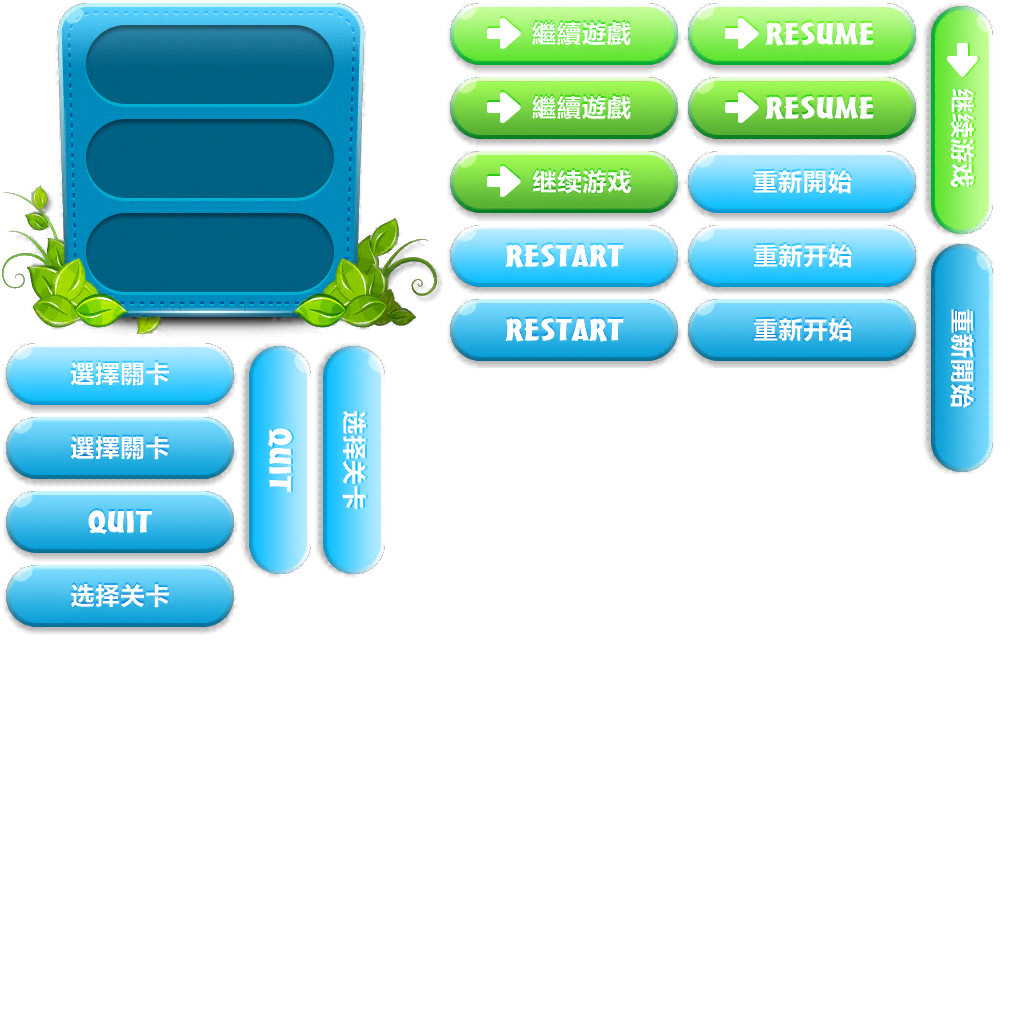 繼續遊戲
RESUME
繼續遊戲
RESUME
继续游戏
重新開始
RESTART
重新开始
RESTART
重新开始
继续游戏
重新開始
選擇關卡
選擇關卡
QUIT
选择关卡
QUIT
选择关卡